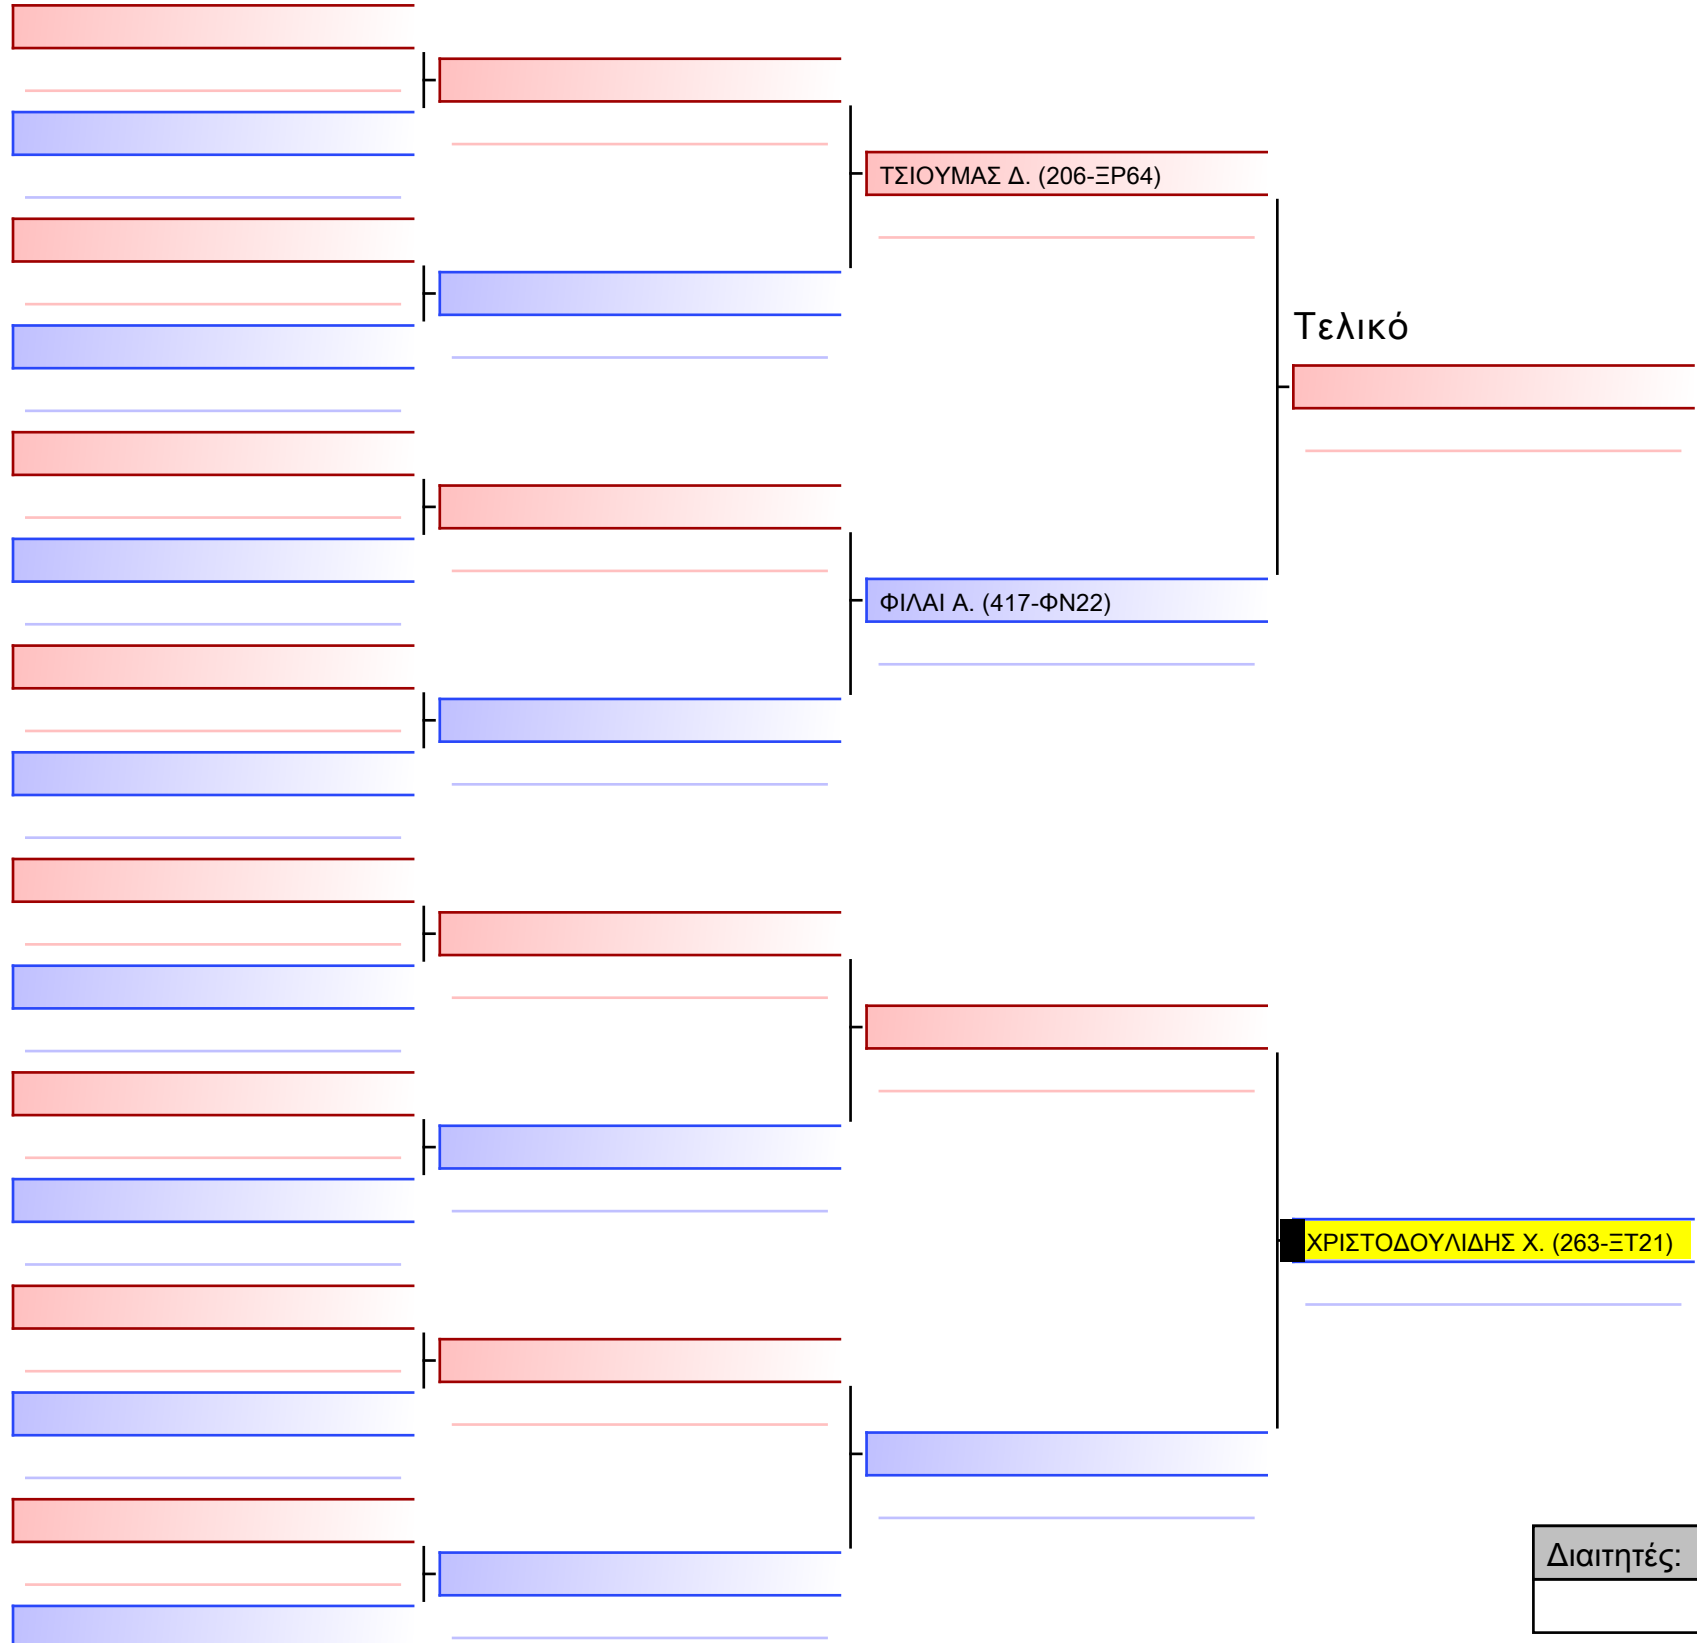 ΤΣΙΟΥΜΑΣ Δ. (206-ΞΡ64)
Τελικό
ΦΙΛΑΙ Α. (417-ΦΝ22)
ΧΡΙΣΤΟΔΟΥΛΙΔΗΣ Χ. (263-ΞΤ21)
Διαιτητές: